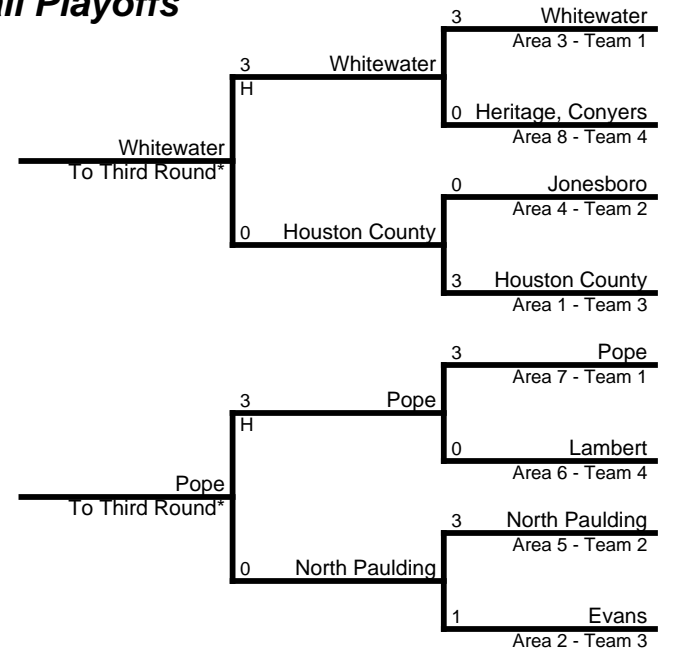 Playoffs
3 Whitewater
Area 3 - Team 1
3 Whitewater
H
0 Heritage, Conyers
Area 8 - Team 4
Whitewater
To Third Round*
0 Jonesboro
Area 4 - Team 2
0 Houston County
3 Houston County
Area 1 - Team 3
3 Pope
Area 7 - Team 1
3 Pope
H
0 Lambert
Area 6 - Team 4
Pope
To Third Round*
3 North Paulding
Area 5 - Team 2
0 North Paulding
1 Evans
Area 2 - Team 3